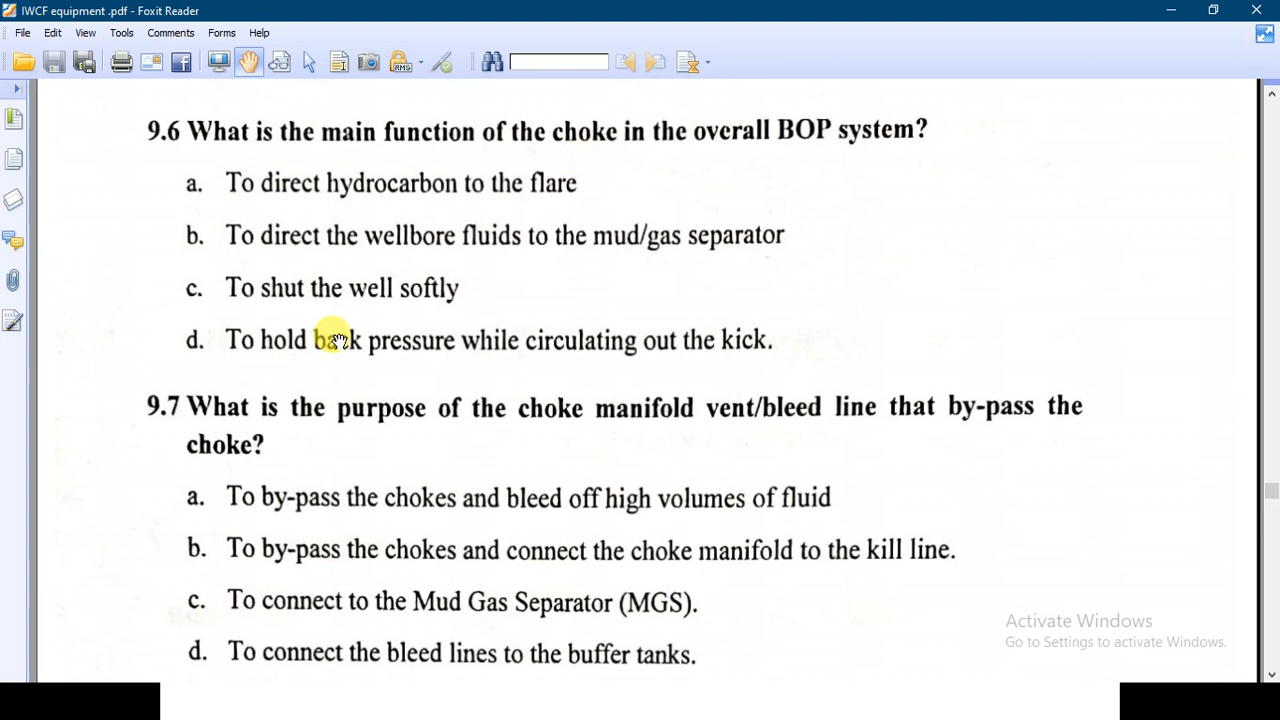 IWCF equipment .pdf - Foxit Reader
File Edit View Tools Comments Forms Help
9.6 What is the main function of the choke in the overall BOP system?
a. To direct hydrocarbon to the flare
b. To direct the wellbore fluids to the mud/gas separator
c. To shut the well softly
d. To hold back pressure while circulating out the kick.
9.7 What is the purpose of the choke manifold vent/bleed line that by-pass the
choke?
a. To by-pass the chokes and bleed off high volumes of fluid
b. To by-pass the chokes and connect the choke manifold to the kill line.
c. To connect to the Mud Gas Separator (MGS).
d. To connect the bleed lines to the buffer tanks.
Activate Windows
Go to Settings to activate Windows.